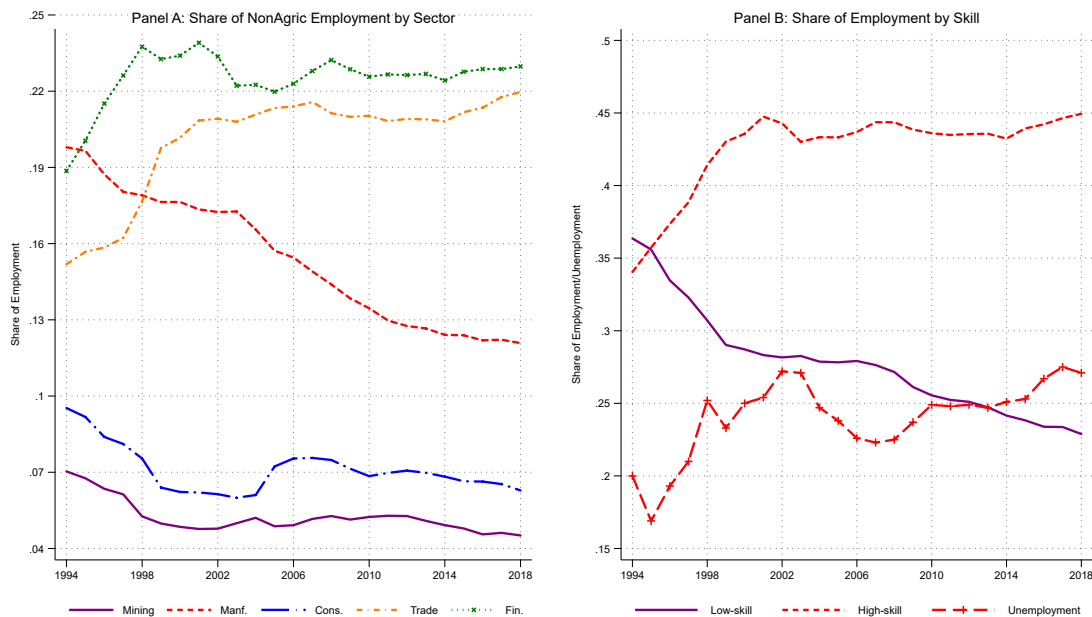 Panel A: Share of NonAgric Employment by Sector
Share of Employment
.25
.22
.19
.16
.13
.1
.07
.04
1994 1998 2002 2006 2010 2014 2018
Mining Manf. Cons. Trade Fin.
Panel B: Share of Employment by Skill
Share of Employment/Unemployment
.5
.45
.4
.35
.3
.25
.2
.15
1994 1998 2002 2006 2010 2014 2018
Low-skill High-skill Unemployment